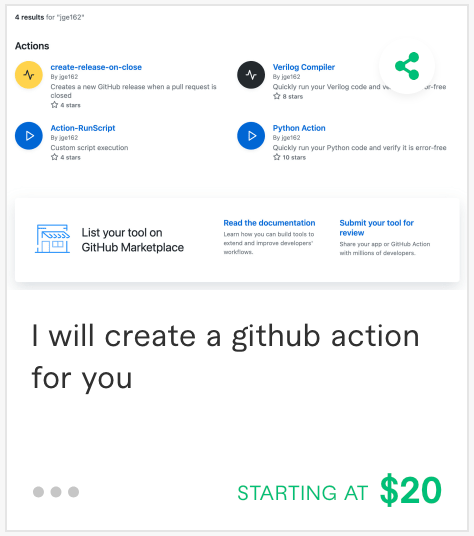 4 results for "jge162"
Actions
create-release-on-close
By jge162
Creates a new GitHub release when a pull request is
closed
4 stars
Verilog Compiler
By jge162
Quickly run your Verilog code and ve or-free
8 stars
Action-RunScript
By jge162
Custom script execution
4 stars
Python Action
By jge162
Quickly run your Python code and verify it is error-free
10 stars
List your tool on
GitHub Marketplace
Read the documentation
Learn how you can build tools to
extend and improve developers'
workflows.
Submit your tool for
review
Share your app or GitHub Action
with millions of developers.
I will create a github action
for you
STARTING AT $20